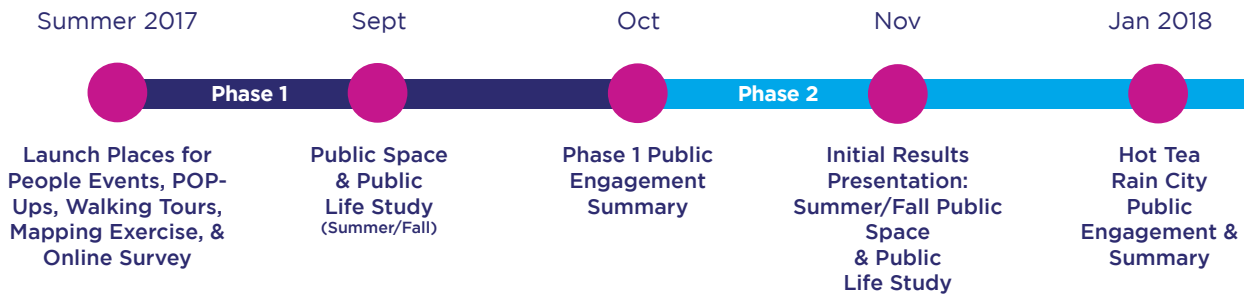 Summer 2017
Sept
Oct
Nov
Jan 2018
Phase 1
Phase 2
Launch Places for
People Events, POP-
Ups, Walking Tours,
Mapping Exercise, &
Online Survey
Public Space
& Public
Life Study
(Summer/Fall)
Phase 1 Public
Engagement
Summary
Initial Results
Presentation:
Summer/Fall Public
Space
& Public
Life Study
Hot Tea
Rain City
Public
Engagement &
Summary